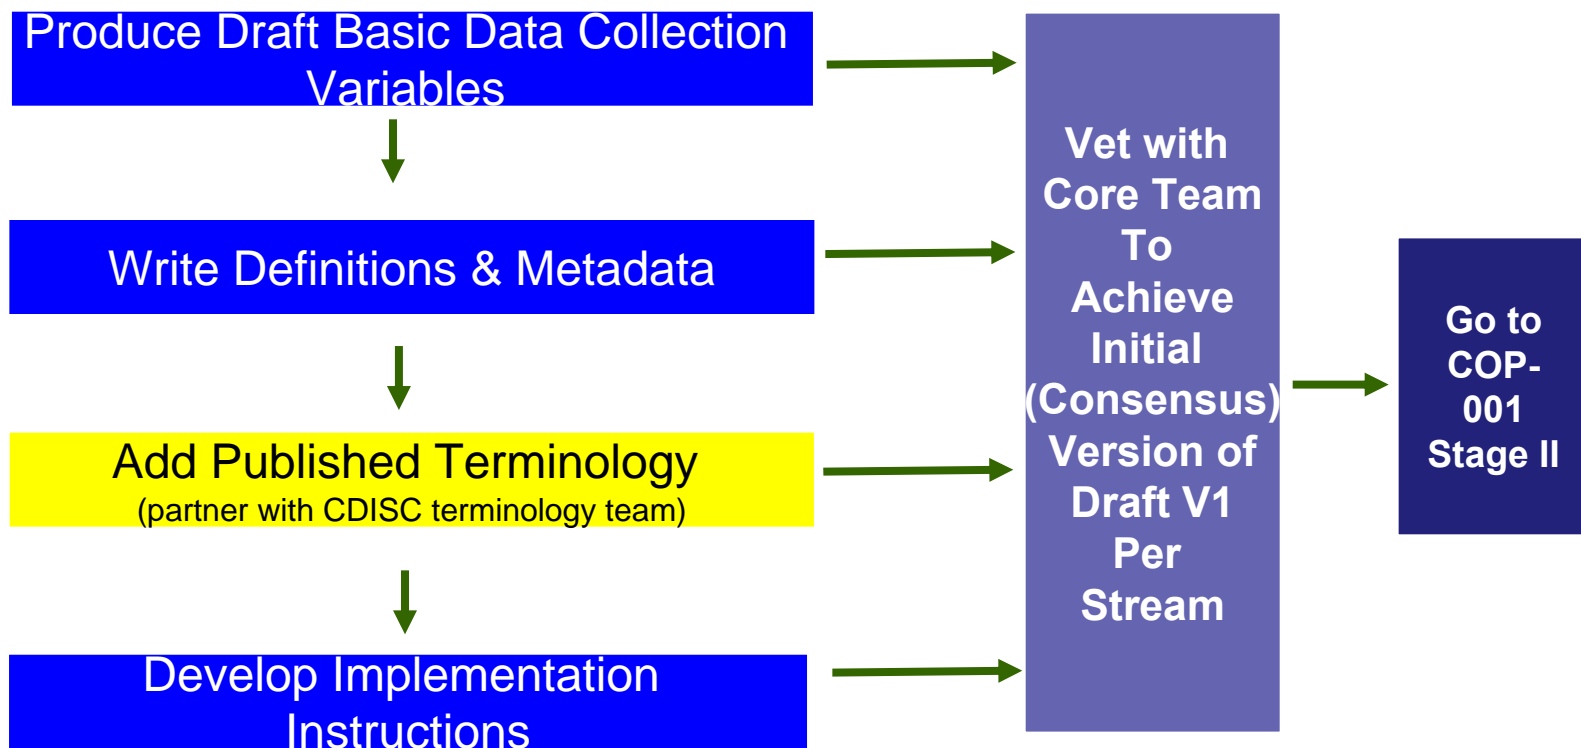 Produce Draft Basic Data Collection
Variables
Write Definitions & Metadata
Add Published Terminology
(partner with CDISC terminology team)
Develop Implementation
Instructions
Vet with
Core Team
To
Achieve
Initial
(Consensus)
Version of
Draft V1
Per
Stream
Go to
COP-
001
Stage II